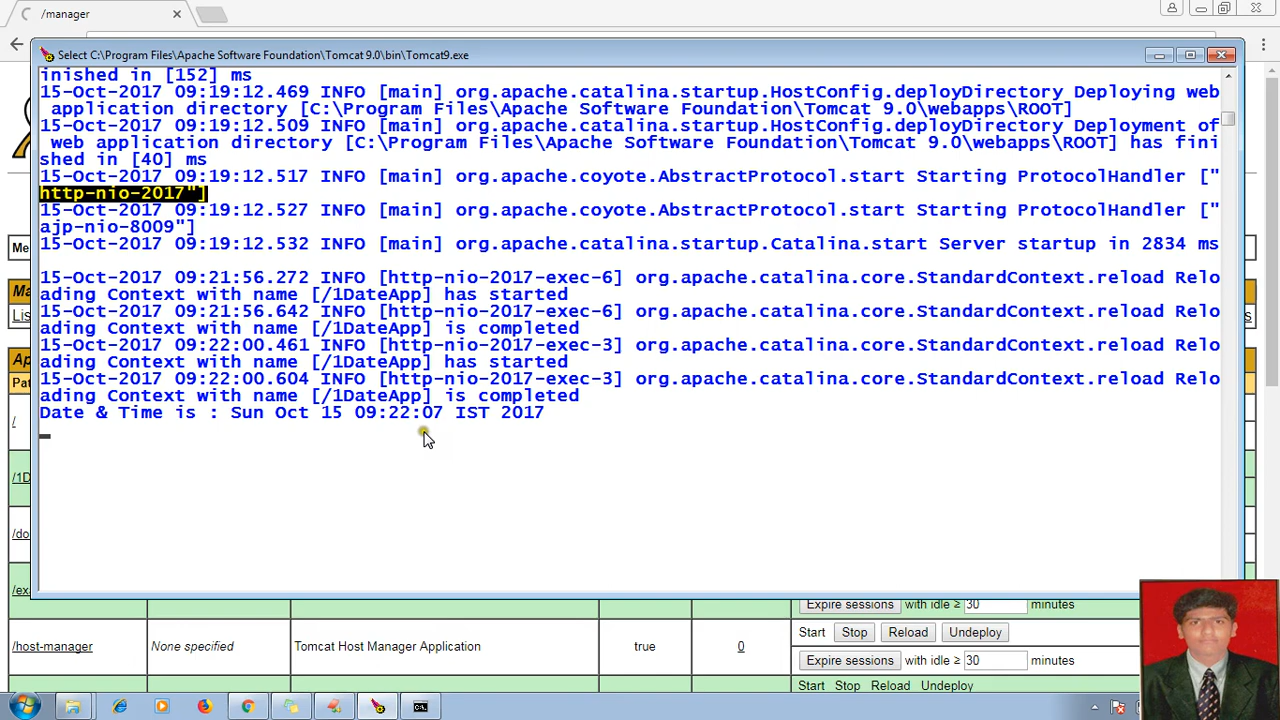 /manager
Select C:\Program Files\Apache Software Foundation\Tomcat 9.0\bin\Tomcat9.exe
inished in [152] ms
15-Oct-2017 09:19:12.469 INFO [main] org.apache.catalina.startup.HostConfig.deployDirectory Deploying web
application directory [C:\Program Files\Apache Software Foundation\Tomcat 9.0\webapps\ROOT]
15-Oct-2017 09:19:12.509 INFO [main] org.apache.catalina.startup.HostConfig.deployDirectory Deployment of
web application directory [C:\Program Files\Apache Software Foundation\Tomcat 9.0\webapps\ROOT] has fini
shed in [40] ms
15-Oct-2017 09:19:12.517 INFO [main] org.apache.coyote.AbstractProtocol.start Starting ProtocolHandler ["
http-nio-2017"]
15-Oct-2017 09:19:12.527 INFO [main] org.apache.coyote.AbstractProtocol.start Starting ProtocolHandler ["
ajp-nio-8009"]
15-Oct-2017 09:19:12.532 INFO [main] org.apache.catalina.startup.Catalina.start Server startup in 2834 ms
15-Oct-2017 09:21:56.272 INFO [http-nio-2017-exec-6] org.apache.catalina.core.StandardContext.reload Relo
ading Context with name [/1DateApp] has started
15-Oct-2017 09:21:56.642 INFO [http-nio-2017-exec-6] org.apache.catalina.core.StandardContext.reload Relo
ading Context with name [/1DateApp] is completed
15-Oct-2017 09:22:00.461 INFO [http-nio-2017-exec-3] org.apache.catalina.core.StandardContext.reload Relo
ading Context with name [/1DateApp] has started
15-Oct-2017 09:22:00.604 INFO [http-nio-2017-exec-3] org.apache.catalina.core.StandardContext.reload Relo
ading Context with name [/1DateApp] is completed
Date & Time is : Sun Oct 15 09:22:07 IST 2017
Me
Ma
Lis
s
Ap
Pat
/
/1D
/do
/ex
Expire sessions with idle ≥ 30 minutes
/host-manager None specified Tomcat Host Manager Application true 0 Start Stop Reload Undeploy
Expire sessions with idle ≥ 30 minutes
Start Stop Reload Undeploy